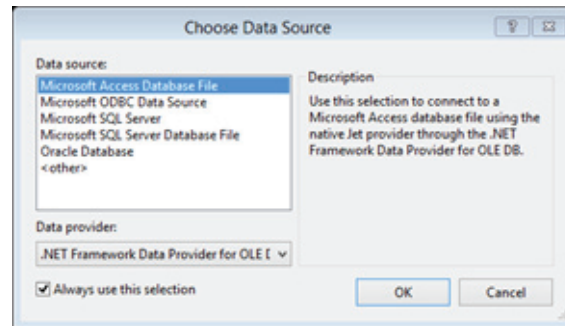 Choose Data Source
Data source:
Microsoft Access Database File
Microsoft ODBC Data Source
Microsoft SQL Server
Microsoft SQL Server Database File
Oracle Database
<other>
Description
Use this selection to connect to a
Microsoft Access database file using the
native Jet provider through the .NET
Framework Data Provider for OLE DB.
Data provider:
.NET Framework Data Provider for OLE D
Always use this selection
OK
Cancel